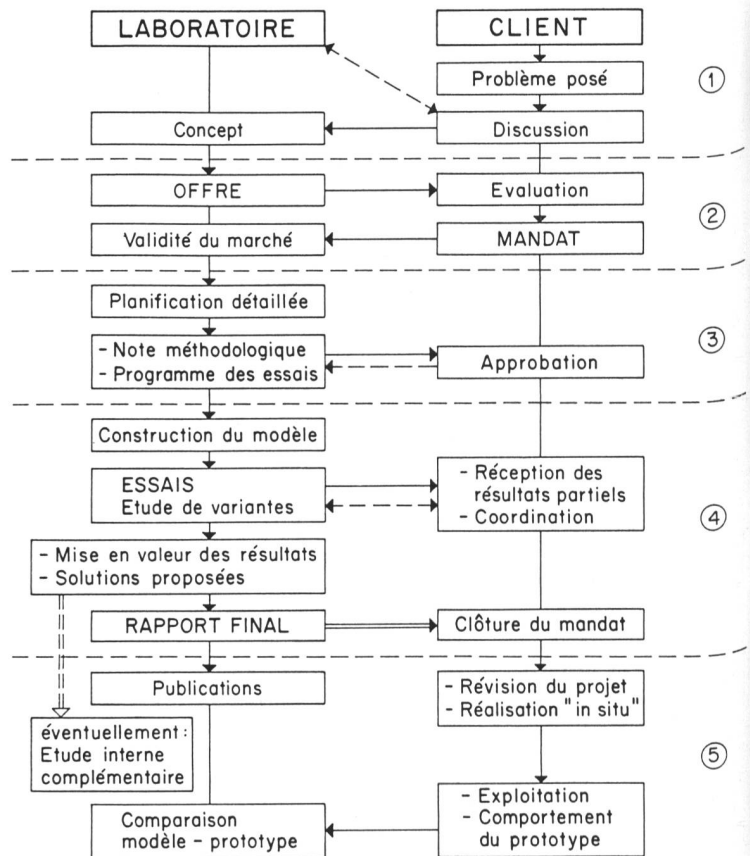 LABORATOIRE
CLIENT
Problème posé
①
Concept
Discussion
OFFRE
Evaluation
②
Validité du marché
MANDAT
Planification détaillée
- Note méthodologique
- Programme des essais
Approbation
③
Construction du modèle
ESSAIS
Etude de variantes
- Réception des
résultats partiels
- Coordination
④
- Mise en valeur des résultats
- Solutions proposées
RAPPORT FINAL
Clôture du mandat
Publications
- Révision du projet
- Réalisation "in situ"
éventuellement:
Etude interne
complémentaire
⑤
Comparaison
modèle - prototype
- Exploitation
- Comportement
du prototype